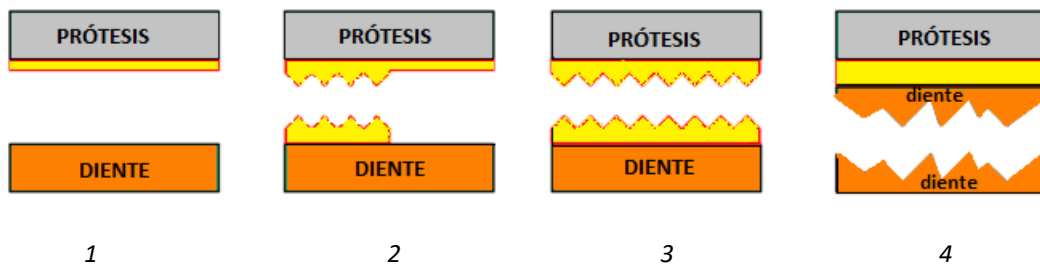 PRÓTESIS PRÓTESIS PRÓTESIS PRÓTESIS
diente
DIENTE DIENTE DIENTE diente
1 2 3 4